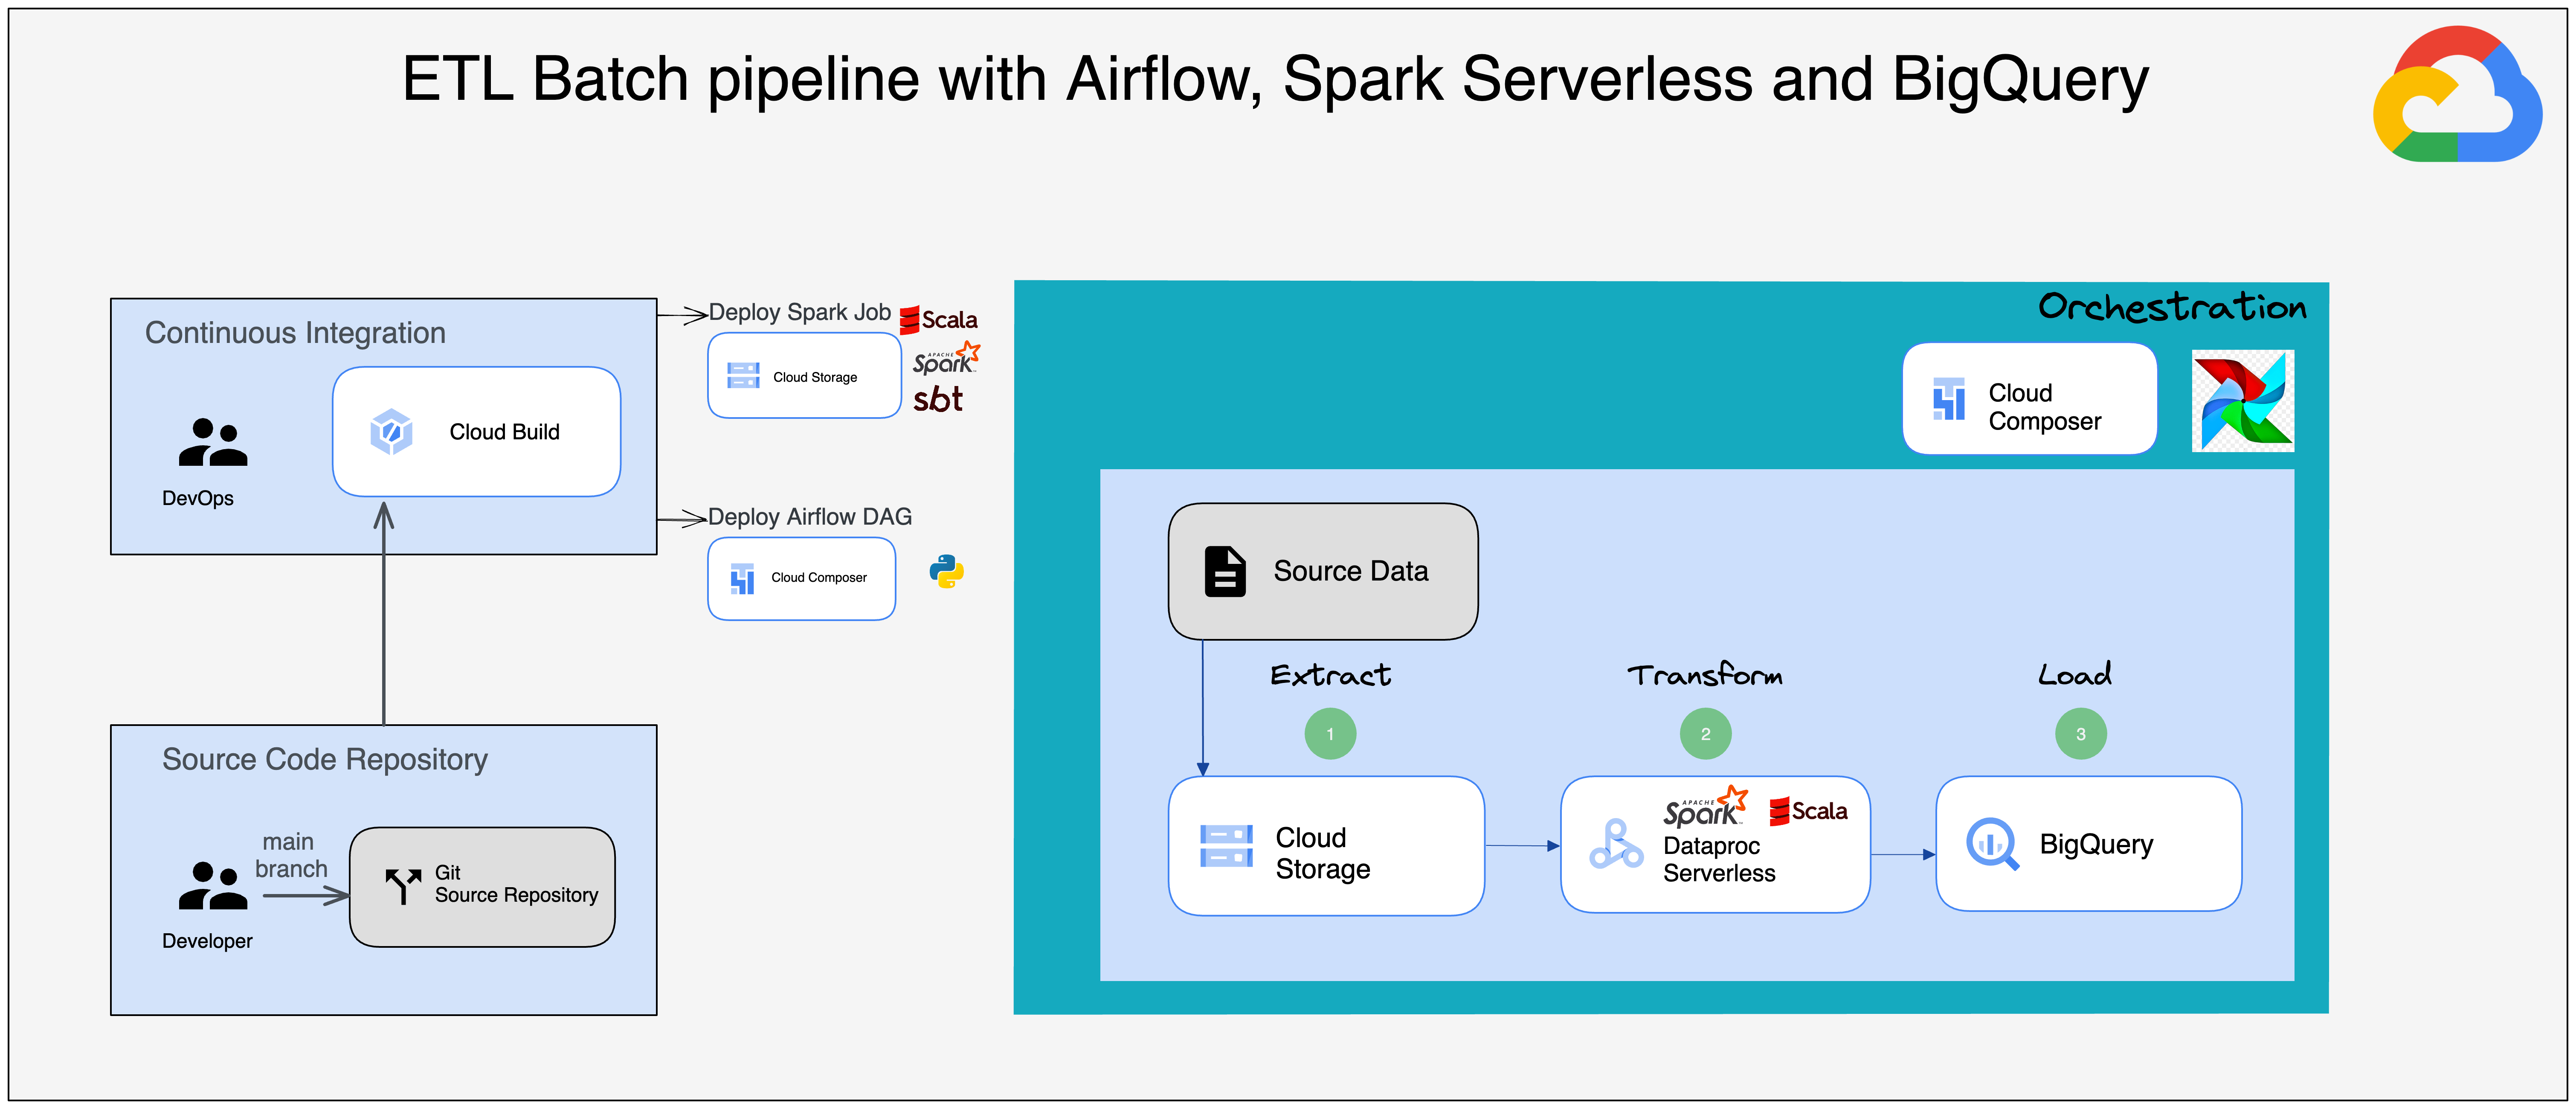 ETL Batch pipeline with Airflow, Spark Serverless and BigQuery
Continuous Integration
Cloud Build
DevOps
Deploy Spark Job
Scala
Cloud Storage
APACHE
Spark™
sbt
Deploy Airflow DAG
Cloud Composer
Source Code Repository
main
branch
Git
Source Repository
Developer
Orchestration
Cloud
Composer
Source Data
Extract
Transform
Load
1
2
3
Cloud
Storage
APACHE
Spark™
Scala
Dataproc
Serverless
BigQuery